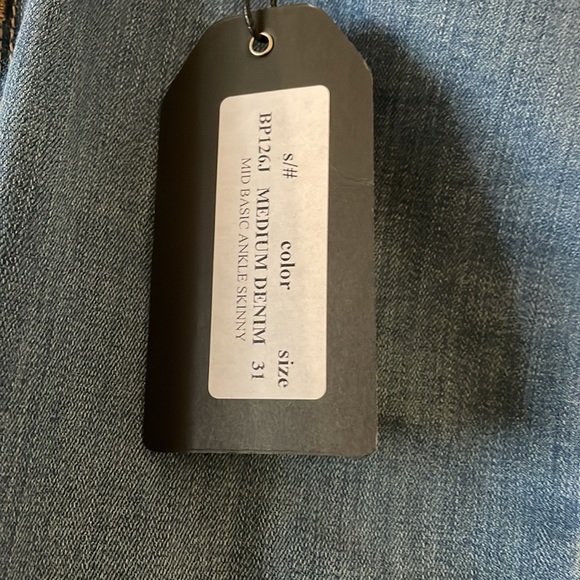 s/# color size
BP126J MEDIUM DENIM 31
MID BASIC ANKLE SKINNY